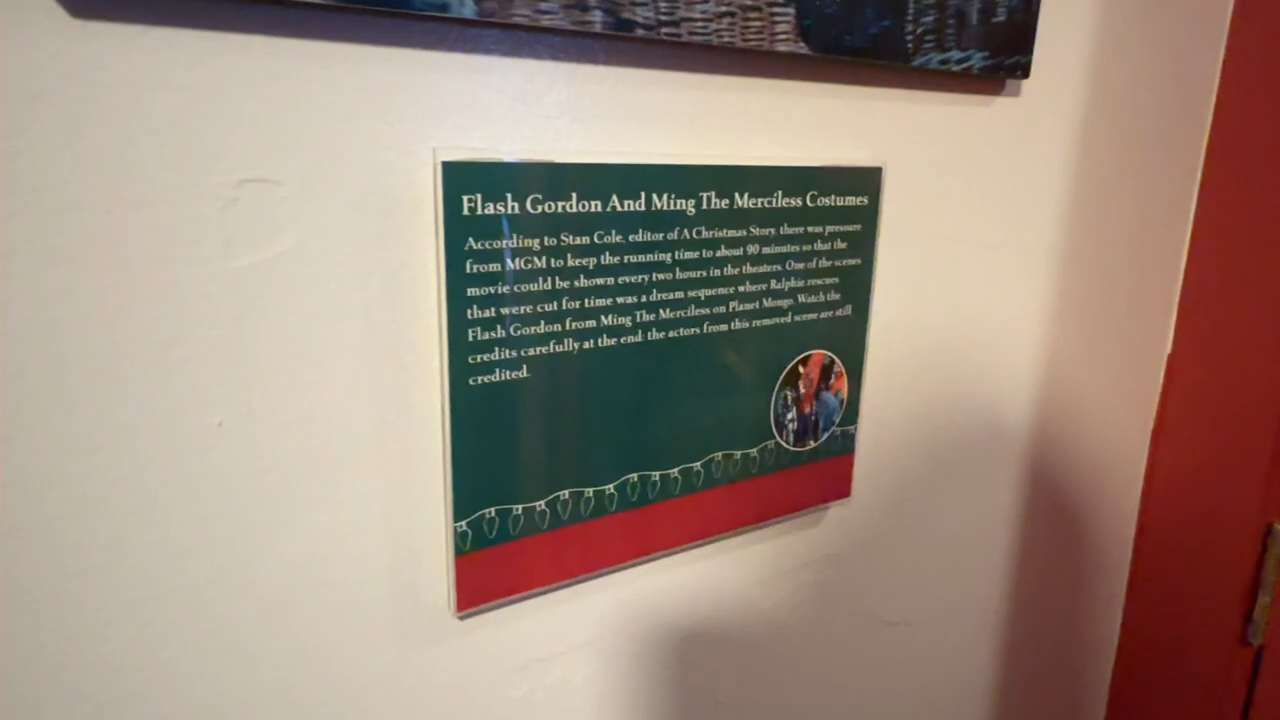 Flash Gordon And Ming The Merciless Costumes
According to Stan Cole, editor of A Christmas Story, there was pressure
from MGM to keep the running time to about 90 minutes so that the
movie could be shown every two hours in the theaters. One of the scenes
that were cut for time was a dream sequence where Ralphie rescues
Flash Gordon from Ming The Merciless on Planet Mongo. Watch the
credits carefully at the end: the actors from this removed scene are still
credited.